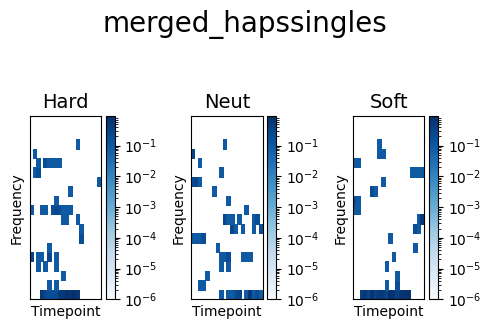 merged_hapssingles
Hard
Neut
Soft
Frequency
Frequency
Frequency
10⁻¹
10⁻²
10⁻³
10⁻⁴
10⁻⁵
10⁻⁶
10⁻¹
10⁻²
10⁻³
10⁻⁴
10⁻⁵
10⁻⁶
10⁻¹
10⁻²
10⁻³
10⁻⁴
10⁻⁵
10⁻⁶
Timepoint
Timepoint
Timepoint